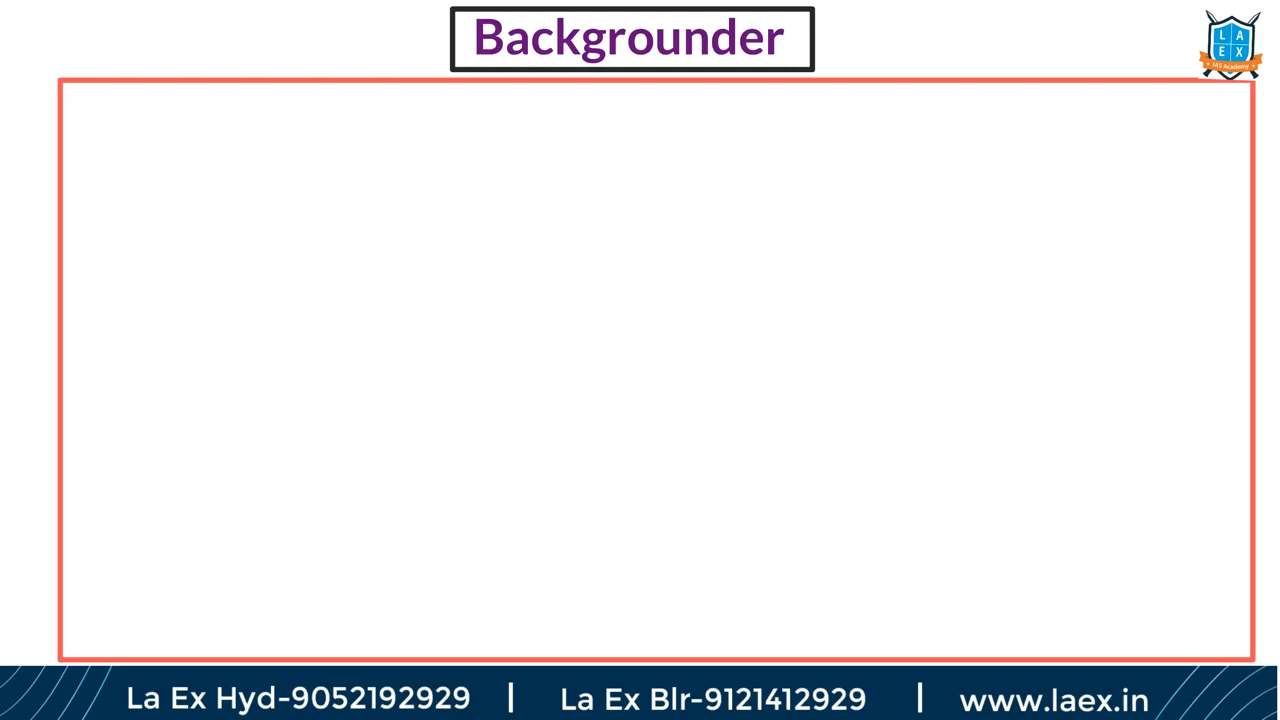 Backgrounder
L A
E X
IAS Academy
La Ex Hyd-9052192929 | La Ex Blr-9121412929 | www.laex.in